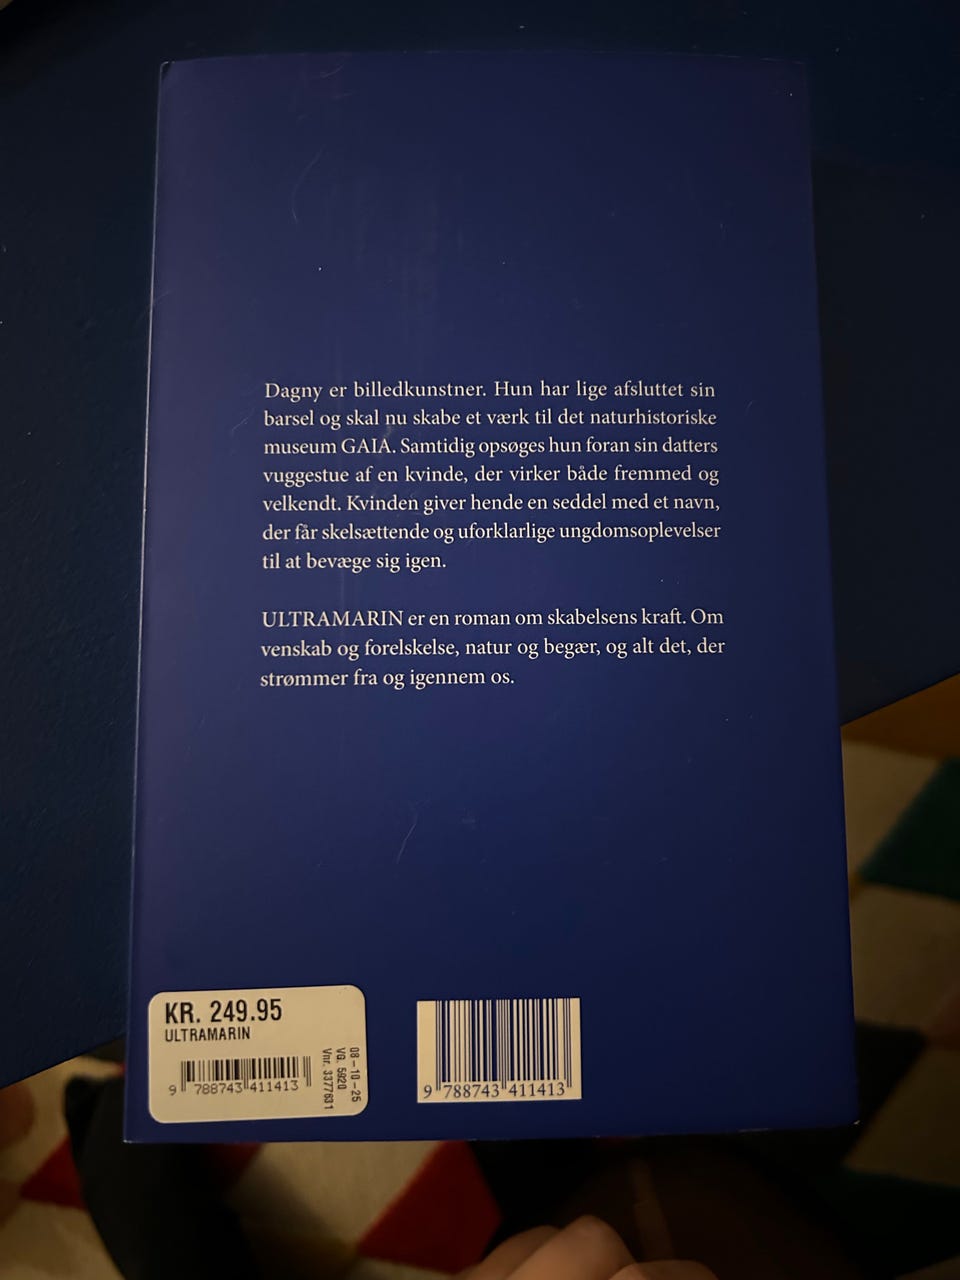 Dagny er billedkunstner. Hun har lige afsluttet sin
barsel og skal nu skabe et værk til det naturhistoriske
museum GAIA. Samtidig opsøges hun foran sin datters
vuggestue af en kvinde, der virker både fremmed og
velkendt. Kvinden giver hende en seddel med et navn,
der får skelsættende og uforklarlige ungdomsoplevelser
til at bevæge sig igen.
ULTRAMARIN er en roman om skabelsens kraft. Om
venskab og forelskelse, natur og begær, og alt det, der
strømmer fra og igennem os.
KR. 249.95
ULTRAMARIN
9 788743 411413
08-10-25
VG. 5920
Vnr. 3377631
9 788743 411413